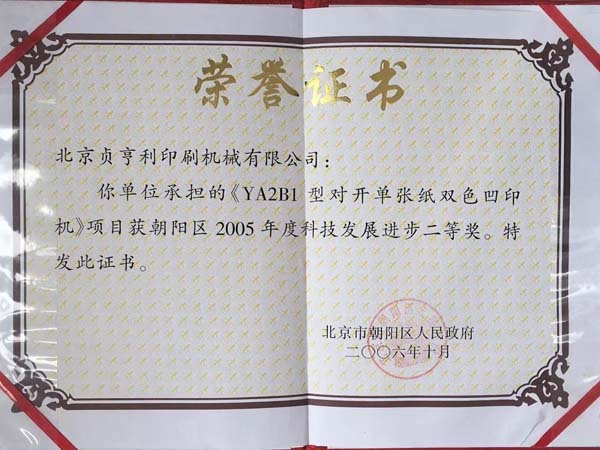 荣誉证书
北京贞亨利印刷机械有限公司：
你单位承担的《YA2B1 型对开单张纸双色凹印
机》项目获朝阳区 2005 年度科技发展进步二等奖。特
发此证书。
北京市朝阳区人民政府
二〇〇六年十月